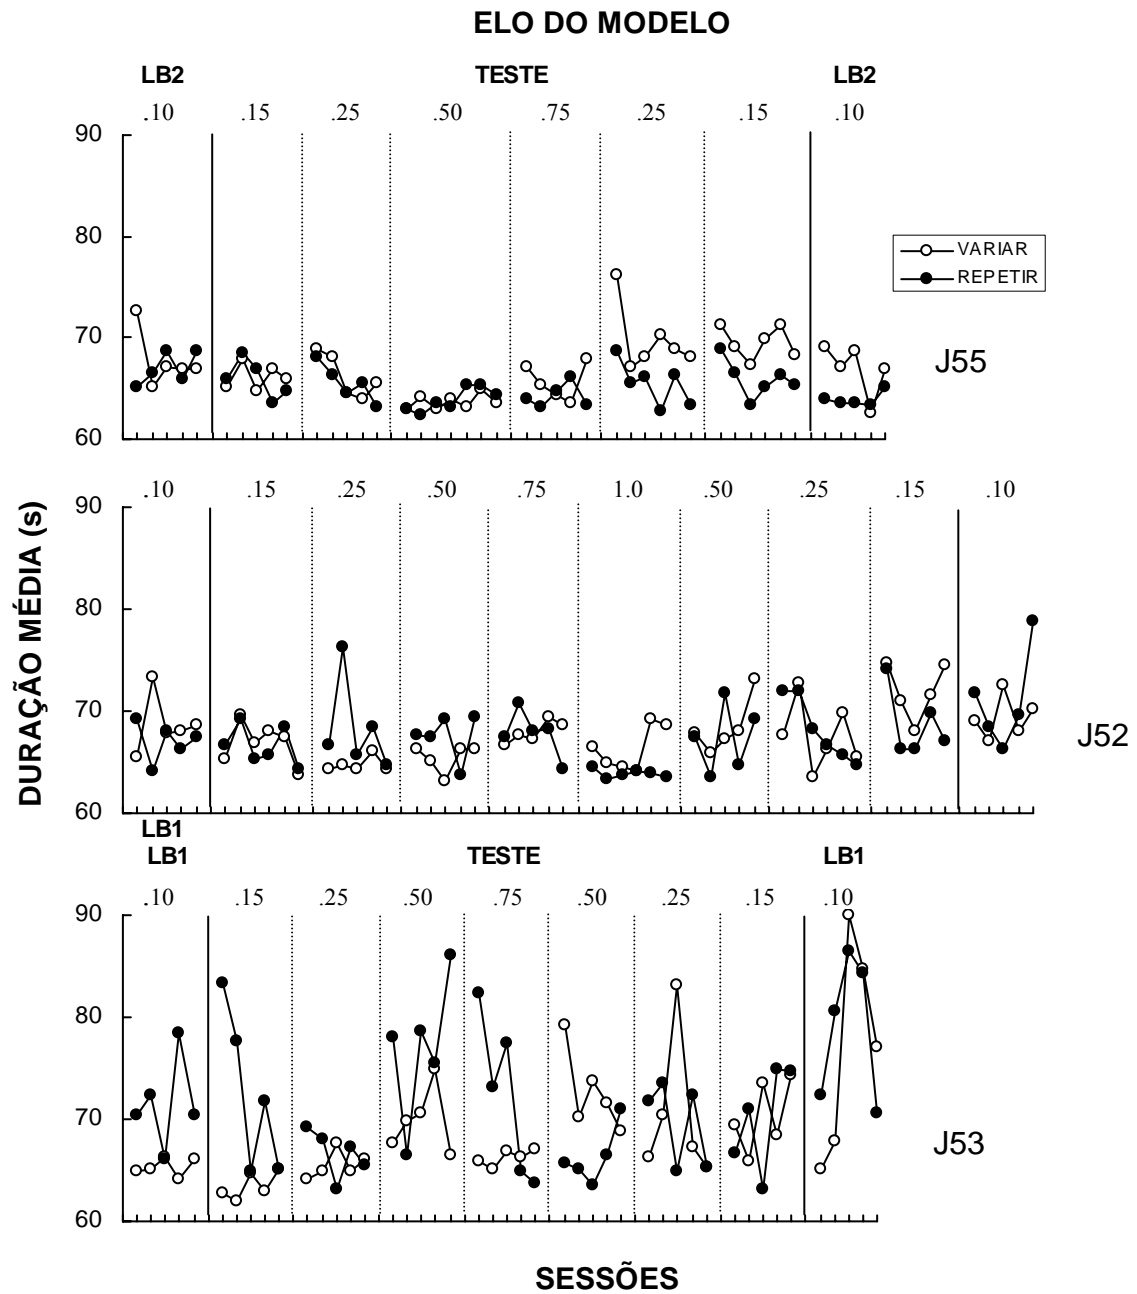 ELO DO MODELO
LB2 TESTE LB2
.10 .15 .25 .50 .75 .25 .15 .10
90
80
70
60
VARIAR
REPETIR
J55
DURAÇÃO MÉDIA (s)
.10 .15 .25 .50 .75 1.0 .50 .25 .15 .10
90
80
70
60
J52
LB1
LB1 TESTE LB1
.10 .15 .25 .50 .75 .50 .25 .15 .10
90
80
70
60
J53
SESSÕES